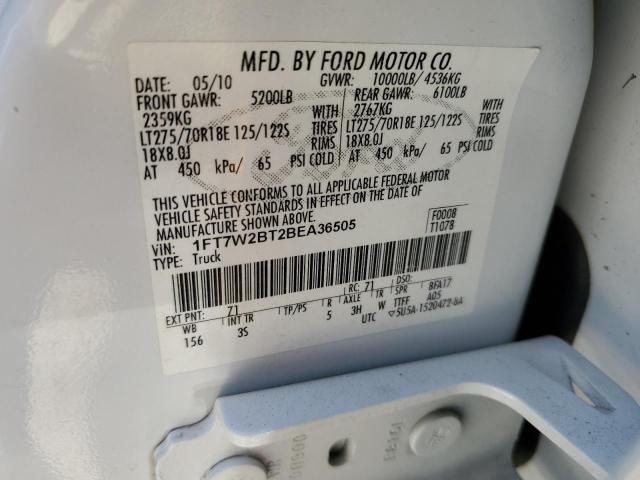 MFD. BY FORD MOTOR CO.
DATE: 05/10 GVWR: 10000LB/ 4536KG
FRONT GAWR: 5200LB REAR GAWR: 6100LB
2359KG WITH 2767KG WITH
LT275/70R18E 125/122S TIRES LT275/70R18E 125/122S TIRES
18X8.0J RIMS 18X8.0J RIMS
AT 450 kPa/ 65 PSI COLD AT 450 kPa/ 65 PSI COLD
THIS VEHICLE CONFORMS TO ALL APPLICABLE FEDERAL MOTOR
VEHICLE SAFETY STANDARDS IN EFFECT ON THE DATE OF
MANUFACTURE SHOWN ABOVE.
VIN: 1FT7W2BT2BEA36505 F0008
TYPE: Truck T1078
EXT PNT: Z1 RC: 71 DSO:
WB INT TR TP/PS R AXLE TR SPR BFA17
156 3S 5 3H W TTFF A05
UTC ▽5U5A-1520472-BA